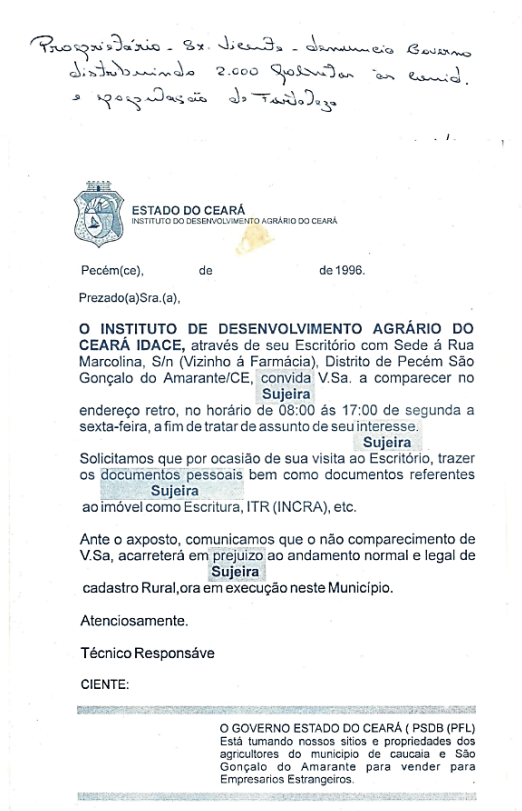 Proprietário - Sr. Vicente - denuncia Governo
distribuindo 2.000 às comid.
e população de Fortaleza
ESTADO DO CEARÁ
INSTITUTO DO DESENVOLVIMENTO AGRÁRIO DO CEARÁ
Pecém(ce), de de 1996.
Prezado(a)Sra.(a),
O INSTITUTO DE DESENVOLVIMENTO AGRÁRIO DO
CEARÁ IDACE, através de seu Escritório com Sede á Rua
Marcolina, S/n (Vizinho á Farmácia), Distrito de Pecém São
Gonçalo do Amarante/CE, convida V.Sa. a comparecer no
Sujeira
endereço retro, no horário de 08:00 ás 17:00 de segunda a
sexta-feira, a fim de tratar de assunto de seu interesse.
Sujeira
Solicitamos que por ocasião de sua visita ao Escritório, trazer
os documentos pessoais bem como documentos referentes
Sujeira
ao imóvel como Escritura, ITR (INCRA), etc.
Ante o axposto, comunicamos que o não comparecimento de
V.Sa, acarreterá em prejuizo ao andamento normal e legal de
Sujeira
cadastro Rural,ora em execução neste Município.
Atenciosamente.
Técnico Responsáve
CIENTE:
O GOVERNO ESTADO DO CEARÁ ( PSDB (PFL)
Está tumando nossos sitios e propriedades dos
agricultores do municipio de caucaia e São
Gonçalo do Amarante para vender para
Empresarios Estrangeiros.